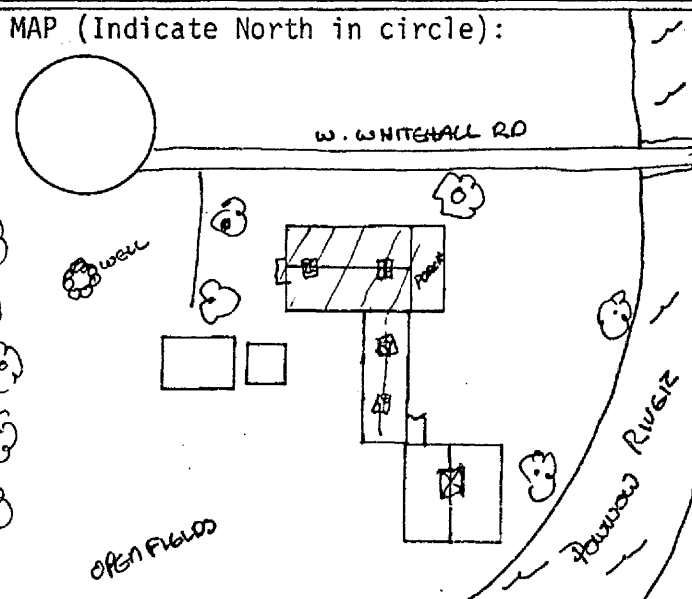 MAP (Indicate North in circle):
W. WHITEHALL RD
WELL
PORCH
POWWOW RIVER
OPEN FIELDS